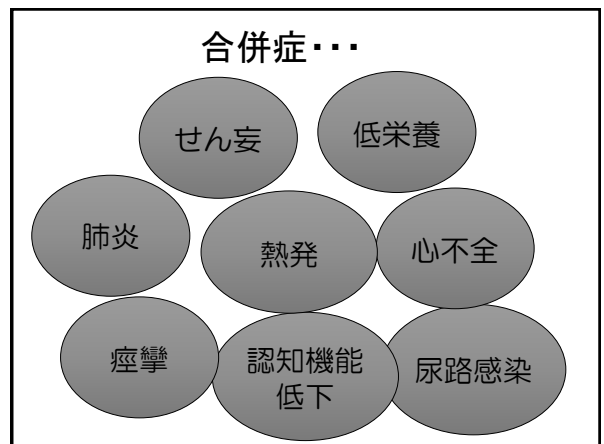 合併症･･･
せん妄
低栄養
肺炎
熱発
心不全
痙攣
認知機能
低下
尿路感染